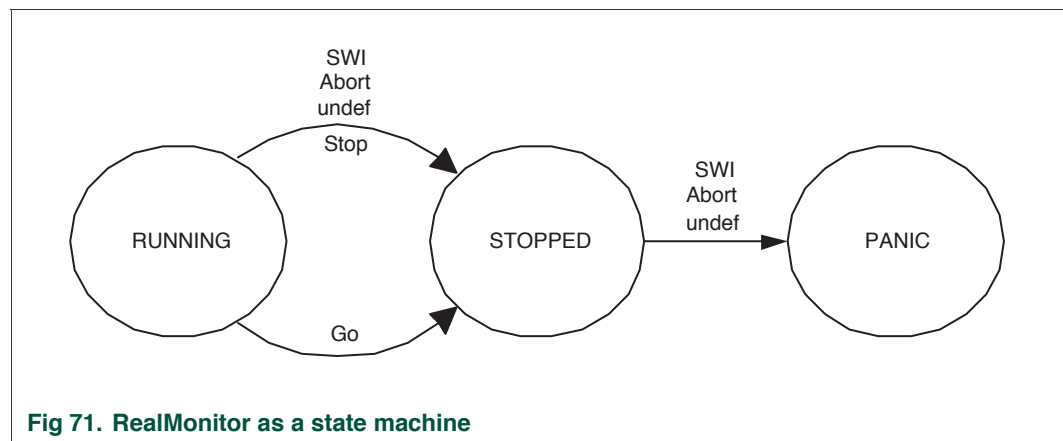 SWI
Abort
undef
Stop
RUNNING
Go
STOPPED
SWI
Abort
undef
PANIC
Fig 71. RealMonitor as a state machine